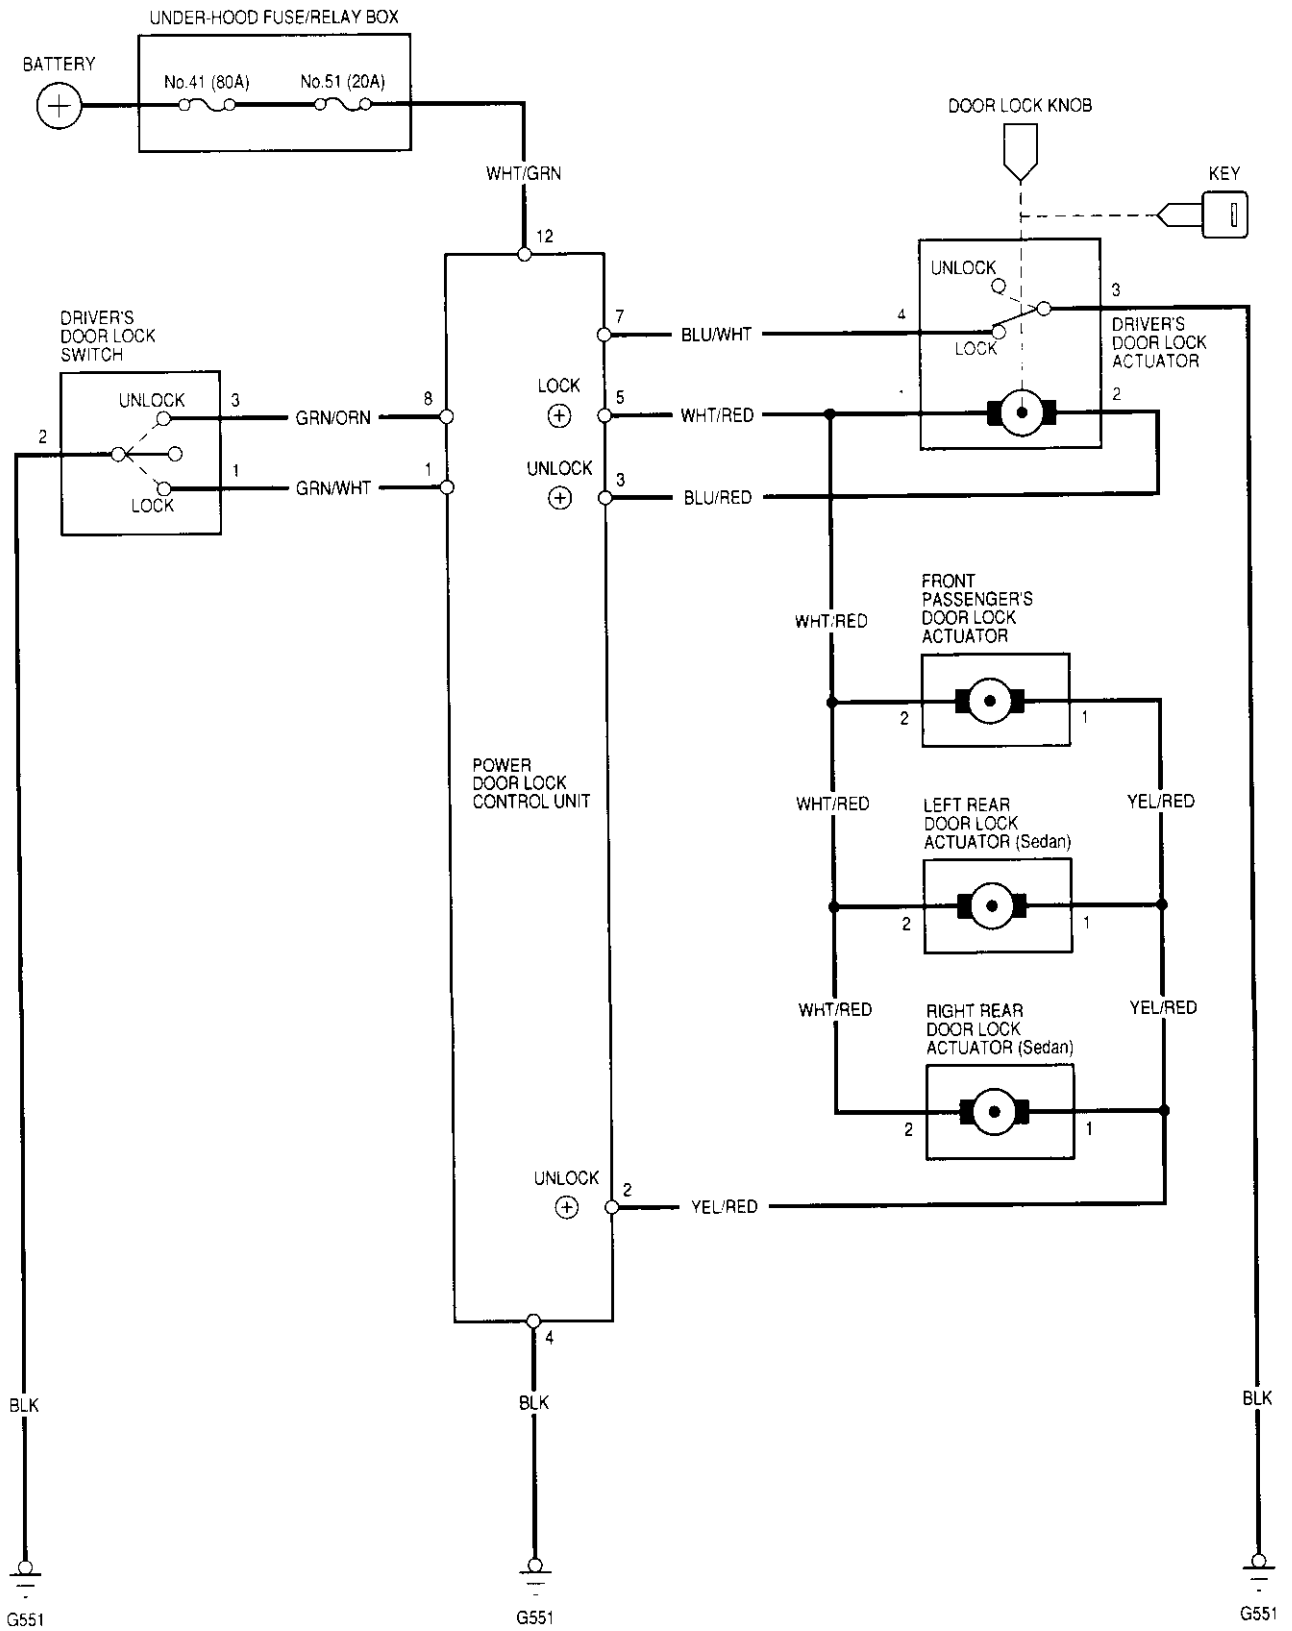 UNDER-HOOD FUSE/RELAY BOX
BATTERY
No.41 (80A)
No.51 (20A)
+
WHT/GRN
12
DOOR LOCK KNOB
KEY
DRIVER'S
DOOR LOCK
SWITCH
UNLOCK
3
GRN/ORN
8
2
1
GRN/WHT
1
LOCK
7
BLU/WHT
4
UNLOCK
LOCK
3
DRIVER'S
DOOR LOCK
ACTUATOR
LOCK
+
5
WHT/RED
1
2
UNLOCK
+
3
BLU/RED
WHT/RED
FRONT
PASSENGER'S
DOOR LOCK
ACTUATOR
2
1
POWER
DOOR LOCK
CONTROL UNIT
WHT/RED
LEFT REAR
DOOR LOCK
ACTUATOR (Sedan)
YEL/RED
2
1
WHT/RED
RIGHT REAR
DOOR LOCK
ACTUATOR (Sedan)
YEL/RED
2
1
UNLOCK
+
2
YEL/RED
4
BLK
BLK
BLK
G551
G551
G551